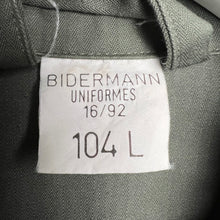 BIDERMANN
UNIFORMES
16/92
104 L